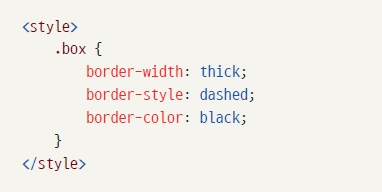 <style>
    .box {
        border-width: thick;
        border-style: dashed;
        border-color: black;
    }
</style>